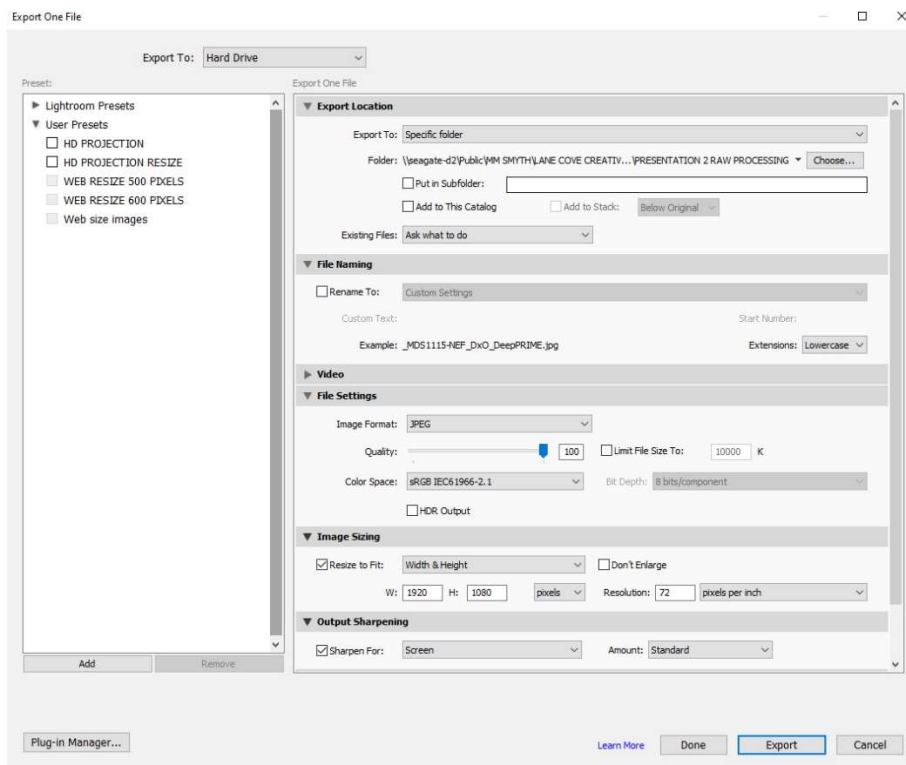 Export One File
Export To: Hard Drive
Preset:
Lightroom Presets
User Presets
HD PROJECTION
HD PROJECTION RESIZE
WEB RESIZE 500 PIXELS
WEB RESIZE 600 PIXELS
Web size images
Add Remove
Export One File
Export Location
Export To: Specific folder
Folder: \\seagate-d2\Public\MM SMYTH\LANE COVE CREATIV...\PRESENTATION 2 RAW PROCESSING Choose...
Put in Subfolder:
Add to This Catalog Add to Stack: Below Original
Existing Files: Ask what to do
File Naming
Rename To: Custom Settings
Custom Text: Start Number:
Example: _MDS1115-NEF_DxO_DeepPRIME.jpg Extensions: Lowercase
Video
File Settings
Image Format: JPEG
Quality: 100 Limit File Size To: 10000 K
Color Space: sRGB IEC61966-2.1 Bit Depth: 8 bits/component
HDR Output
Image Sizing
Resize to Fit: Width & Height Don't Enlarge
W: 1920 H: 1080 pixels Resolution: 72 pixels per inch
Output Sharpening
Sharpen For: Screen Amount: Standard
Plug-in Manager... Learn More Done Export Cancel